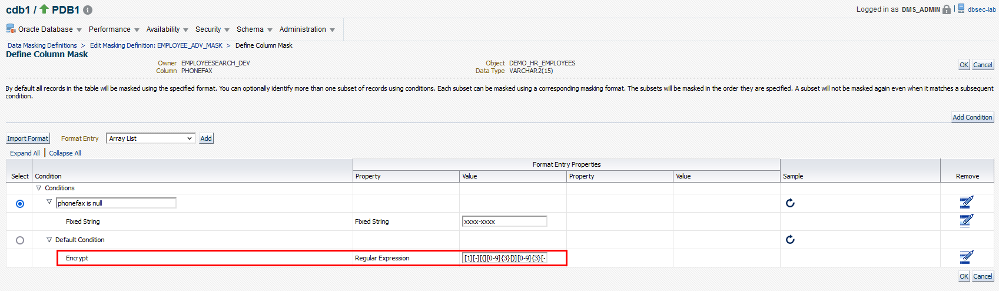 cdb1 / PDB1
Logged in as DMS_ADMIN dbsec-lab
Oracle Database Performance Availability Security Schema Administration
Data Masking Definitions > Edit Masking Definition: EMPLOYEE_ADV_MASK > Define Column Mask
Define Column Mask
Owner EMPLOYEESEARCH_DEV Object DEMO_HR_EMPLOYEES
Column PHONEFAX Data Type VARCHAR2(15)
OK Cancel
By default all records in the table will be masked using the specified format. You can optionally identify more than one subset of records using conditions. Each subset can be masked using a corresponding masking format. The subsets will be masked in the order they are specified. A subset will not be masked again even when it matches a subsequent
condition.
Add Condition
Import Format Format Entry Array List Add
Expand All Collapse All
Format Entry Properties
Select Condition Property Value Property Value Sample Remove
Conditions
phonefax is null
Fixed String Fixed String xxxx-xxxx
Default Condition
Encrypt Regular Expression [1][-][(][0-9]{3}[)][0-9]{3}[-
OK Cancel